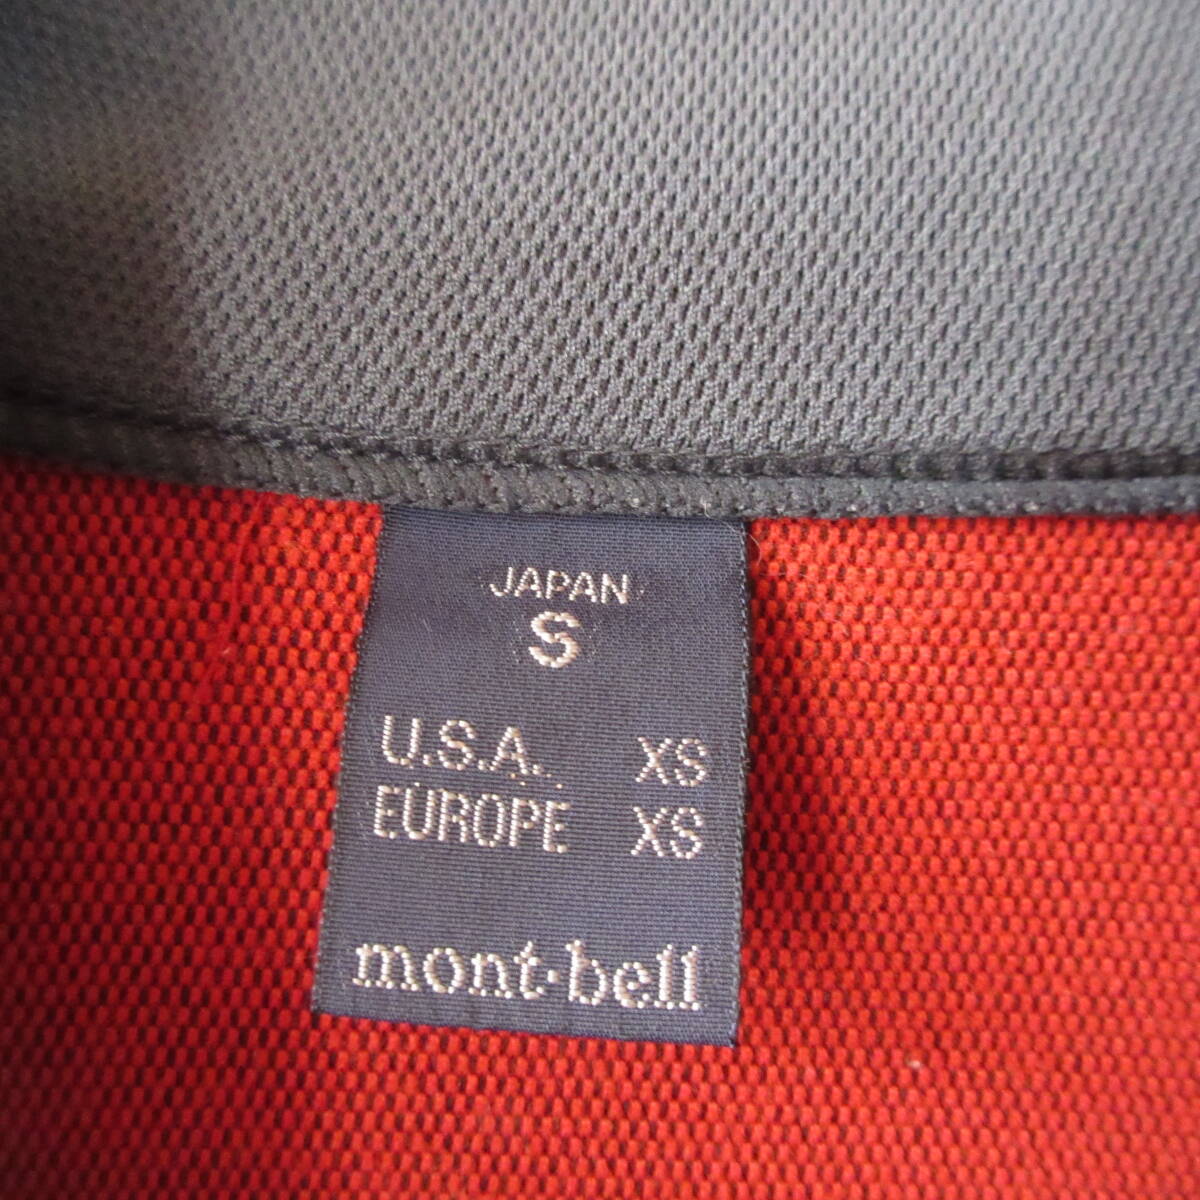 JAPAN
S
U.S.A. XS
EUROPE XS
mont·bell